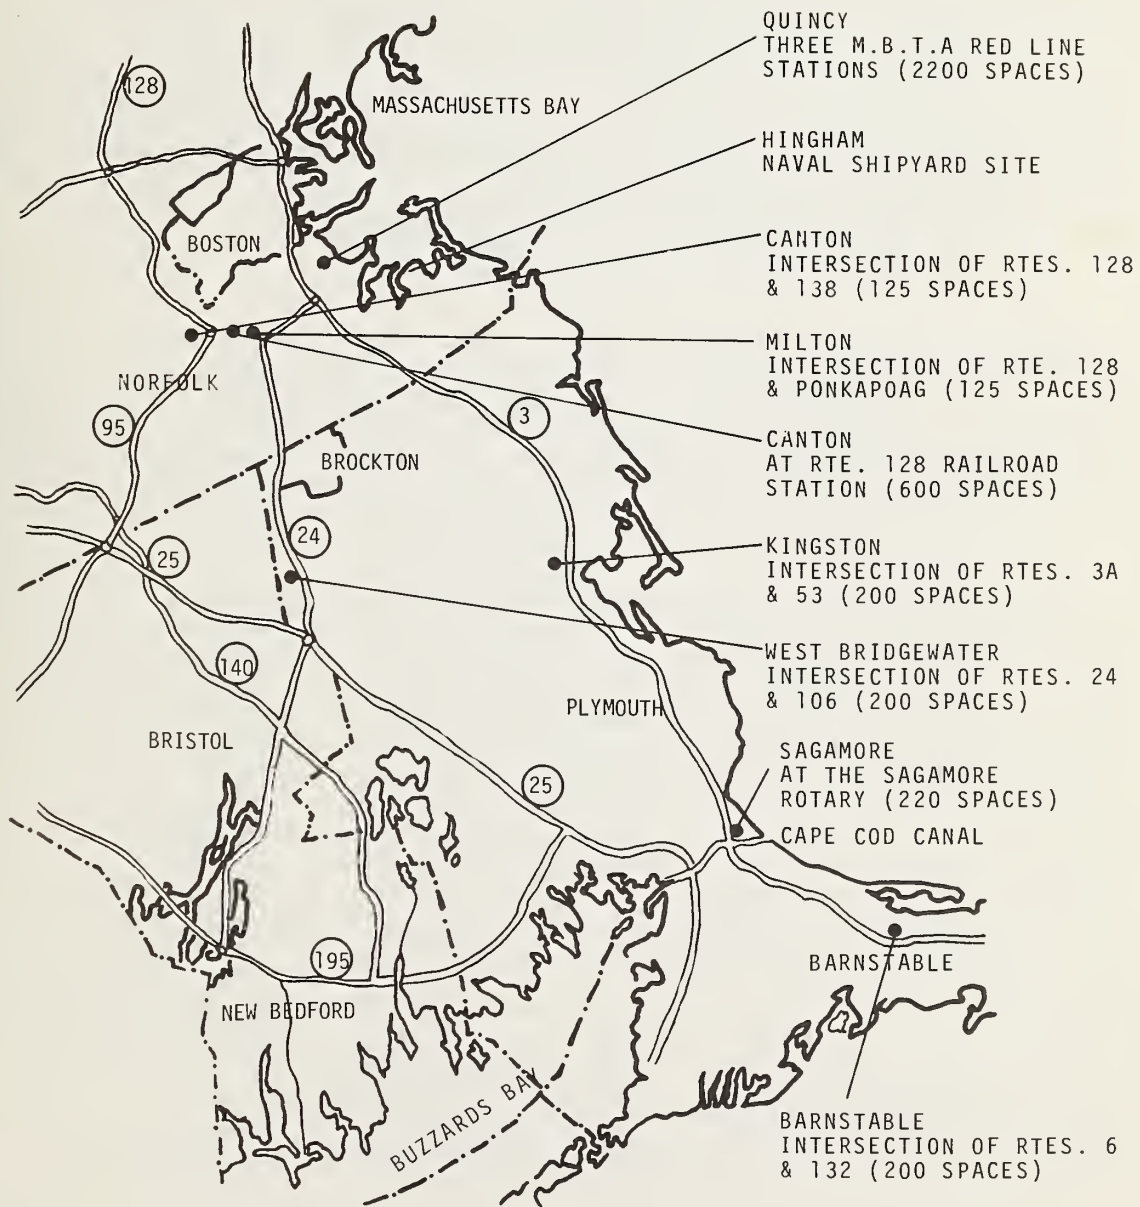 QUINCY
THREE M.B.T.A RED LINE
STATIONS (2200 SPACES)
128
MASSACHUSETTS BAY
HINGHAM
NAVAL SHIPYARD SITE
BOSTON
CANTON
INTERSECTION OF RTES. 128
& 138 (125 SPACES)
MILTON
INTERSECTION OF RTE. 128
& PONKAPOAG (125 SPACES)
NORFOLK
95
3
BROCKTON
CANTON
AT RTE. 128 RAILROAD
STATION (600 SPACES)
24
25
KINGSTON
INTERSECTION OF RTES. 3A
& 53 (200 SPACES)
140
WEST BRIDGEWATER
INTERSECTION OF RTES. 24
& 106 (200 SPACES)
PLYMOUTH
BRISTOL
SAGAMORE
AT THE SAGAMORE
ROTARY (220 SPACES)
25
CAPE COD CANAL
195
BARNSTABLE
NEW BEDFORD
BUZZARDS BAY
BARNSTABLE
INTERSECTION OF RTES. 6
& 132 (200 SPACES)